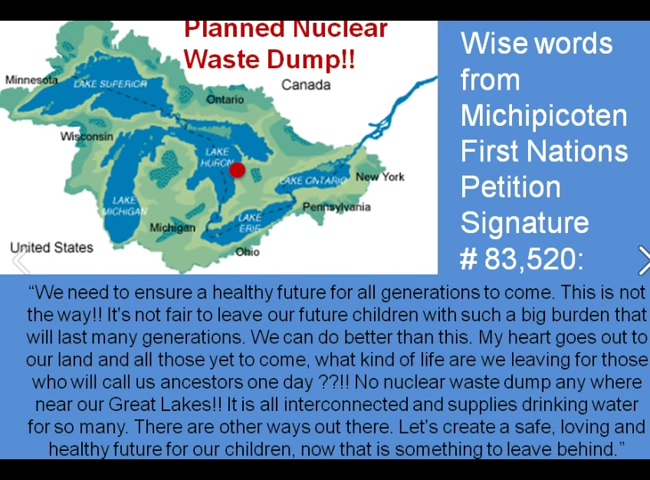 Planned Nuclear
Waste Dump!!
Canada
Minnesota
LAKE SUPERIOR
Ontario
Wisconsin
LAKE
HURON
LAKE ONTARIO
New York
LAKE
MICHIGAN
Pennsylvania
LAKE
ERIE
Michigan
United States
Ohio
Wise words
from
Michipicoten
First Nations
Petition
Signature
# 83,520:
“We need to ensure a healthy future for all generations to come. This is not
the way!! It's not fair to leave our future children with such a big burden that
will last many generations. We can do better than this. My heart goes out to
our land and all those yet to come, what kind of life are we leaving for those
who will call us ancestors one day ??!! No nuclear waste dump any where
near our Great Lakes!! It is all interconnected and supplies drinking water
for so many. There are other ways out there. Let's create a safe, loving and
healthy future for our children, now that is something to leave behind.”